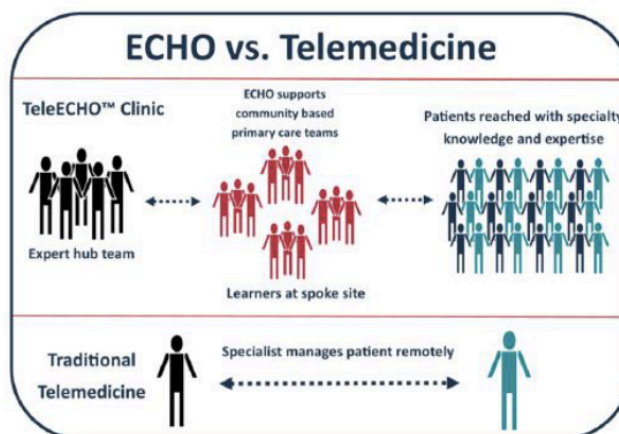 ECHO vs. Telemedicine
TeleECHO™ Clinic
ECHO supports
community based
primary care teams
Patients reached with specialty
knowledge and expertise
Expert hub team
Learners at spoke site
Traditional
Telemedicine
Specialist manages patient remotely